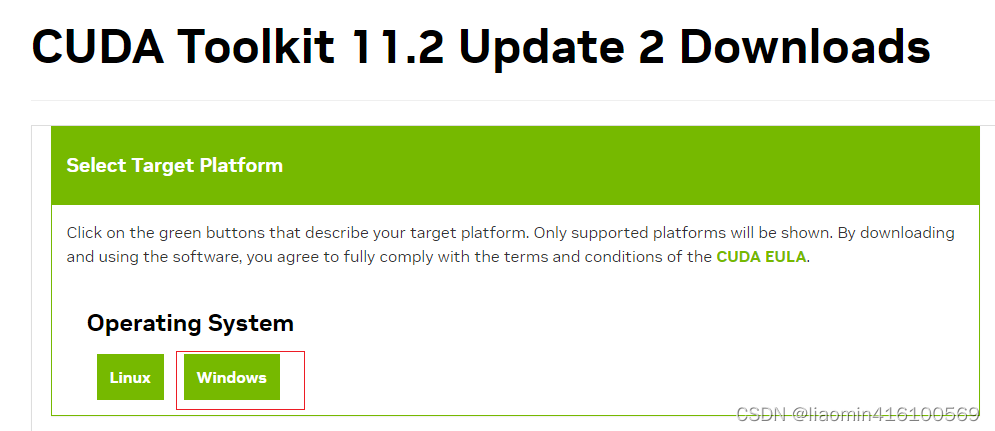 CUDA Toolkit 11.2 Update 2 Downloads
Select Target Platform
Click on the green buttons that describe your target platform. Only supported platforms will be shown. By downloading
and using the software, you agree to fully comply with the terms and conditions of the CUDA EULA.
Operating System
Linux
Windows
CSDN @liaomin416100569